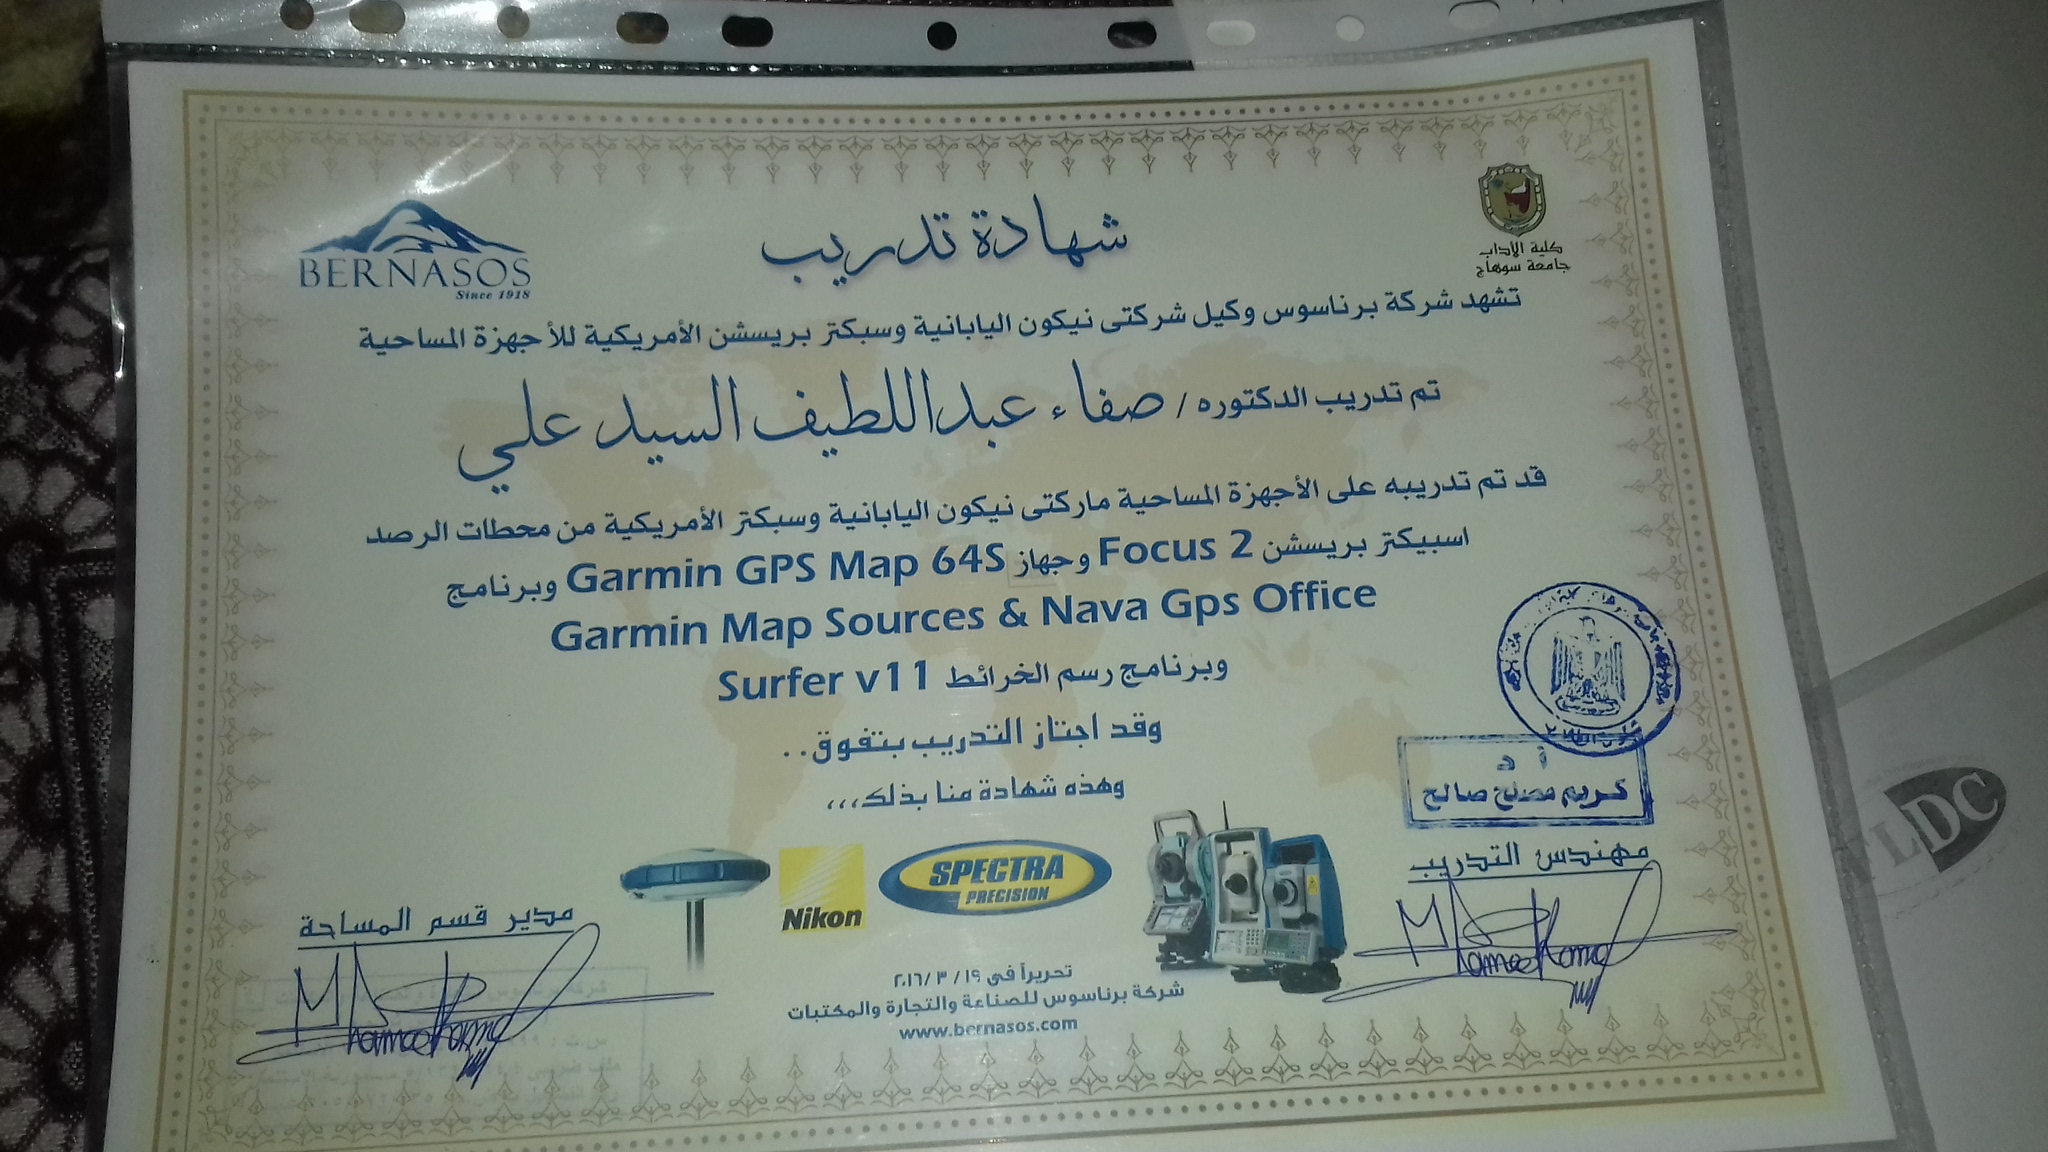 BERNASOS
Since 1918
كلية الآداب
جامعة سوهاج
شهادة تدريب
تشهد شركة برناسوس وكيل شركتى نيكون اليابانية وسبكتر بريسشن الأمريكية للأجهزة المساحية
تم تدريب الدكتوره / صفاء عبداللطيف السيد علي
قد تم تدريبه على الأجهزة المساحية ماركتى نيكون اليابانية وسبكتر الأمريكية من محطات الرصد
اسبيكتر بريسشن Focus 2 وجهاز Garmin GPS Map 64S وبرنامج
Garmin Map Sources & Nava Gps Office
وبرنامج رسم الخرائط Surfer v11
وقد اجتاز التدريب بتفوق..
وهذه شهادة منا بذلك،،،
أ د
كريم مصلح صالح
مهندس التدريب
مدير قسم المساحة
Nikon
SPECTRA
PRECISION
تحريراً فى ١٩ / ٣ / ٢٠١٦
شركة برناسوس للصناعة والتجارة والمكتبات
www.bernasos.com
LDC